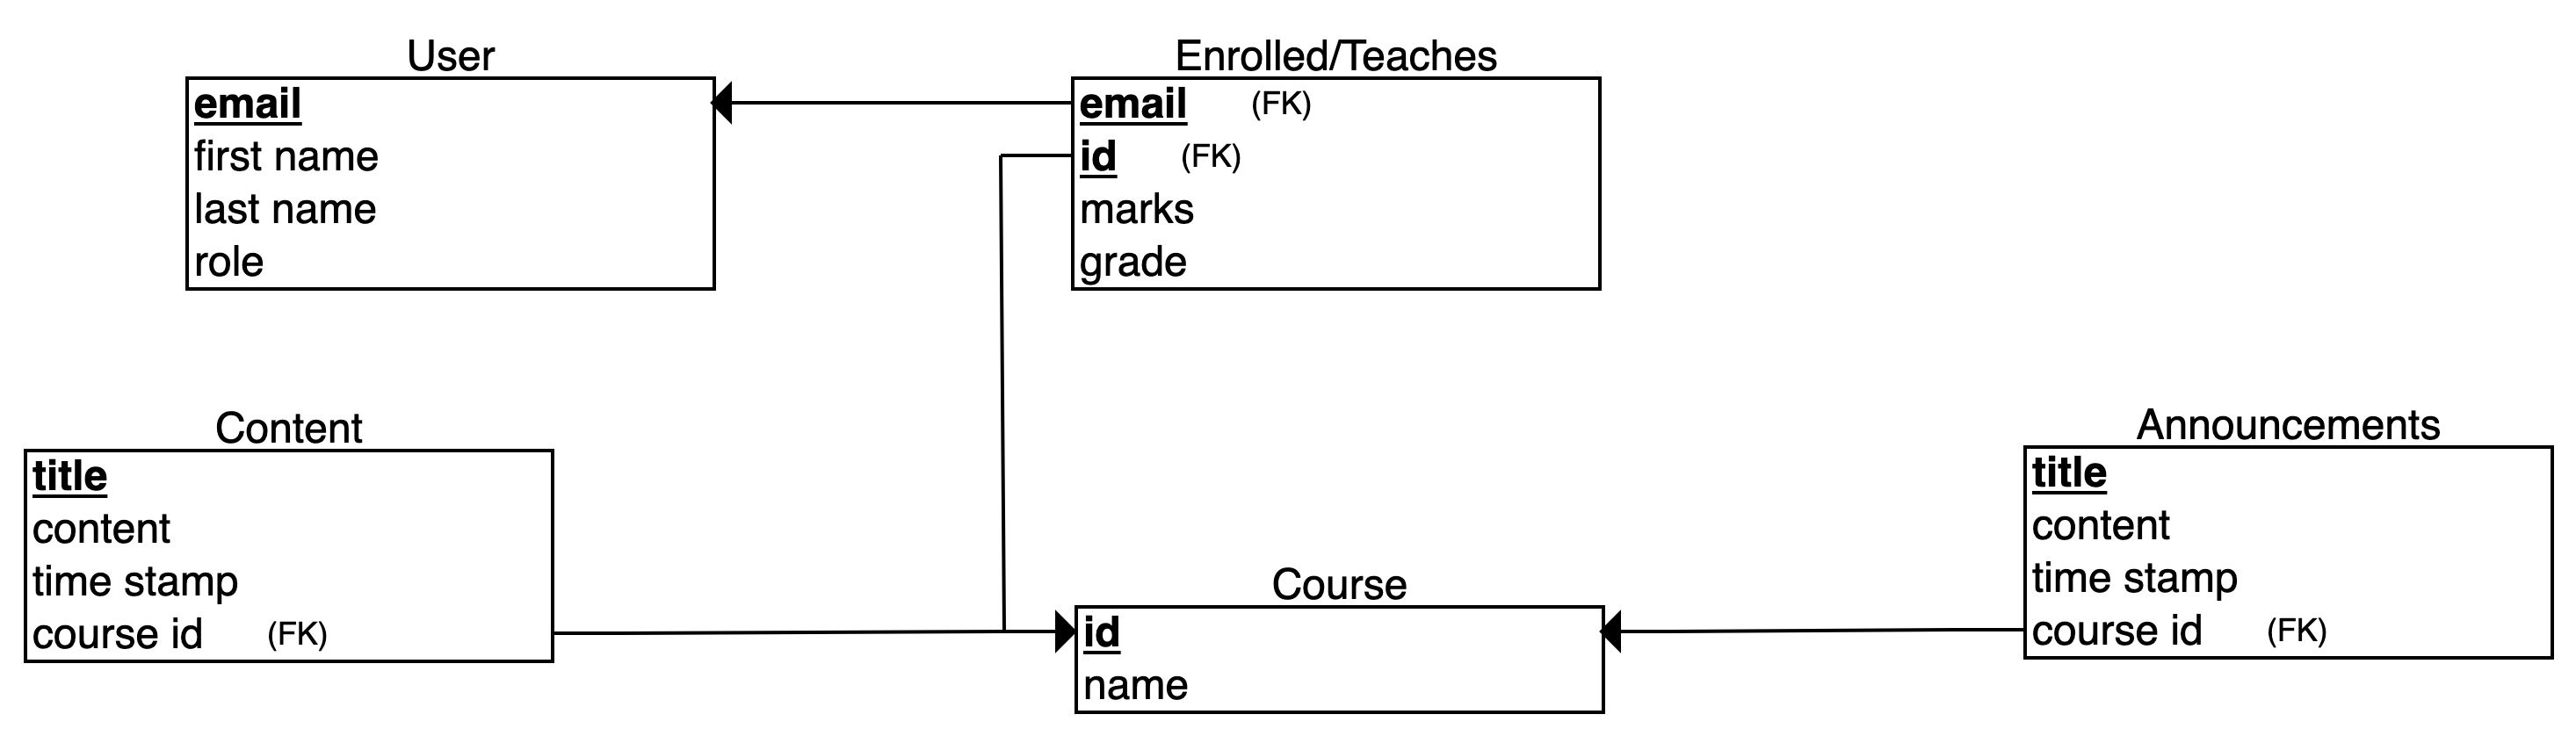 User
email
first name
last name
role
Enrolled/Teaches
email (FK)
id (FK)
marks
grade
Content
title
content
time stamp
course id (FK)
Course
id
name
Announcements
title
content
time stamp
course id (FK)